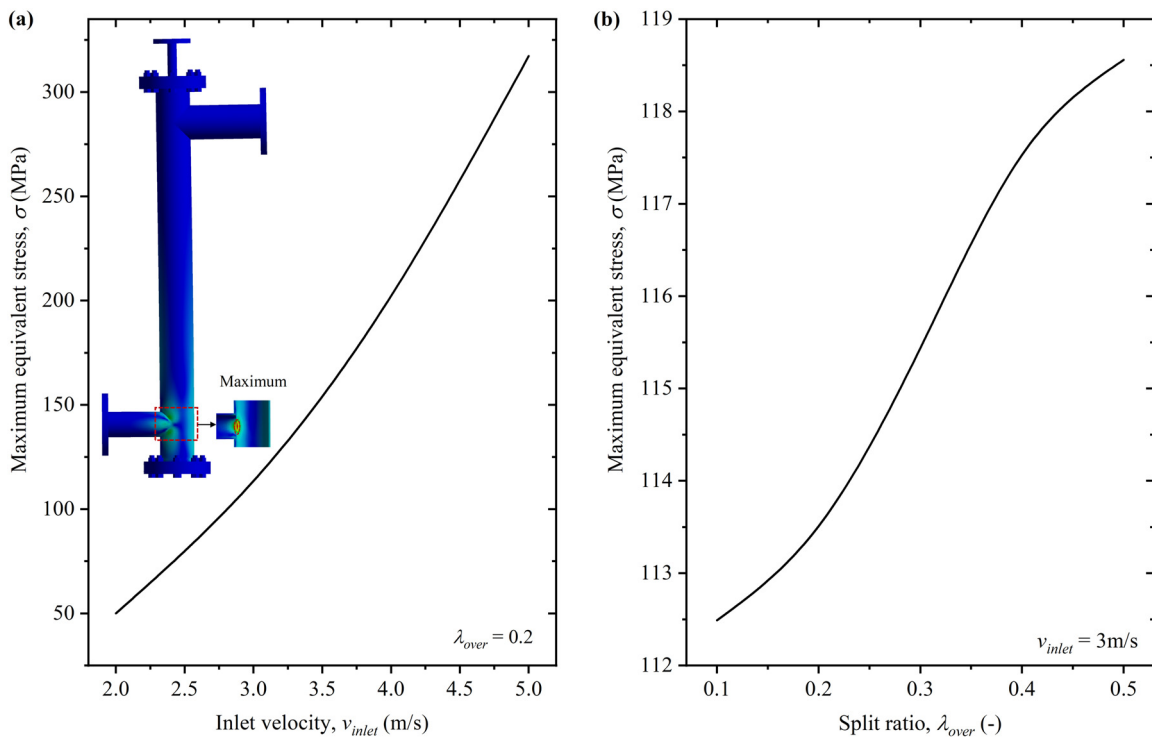 (a)
Maximum equivalent stress, σ (MPa)
300
250
200
150
100
50
Maximum
λover = 0.2
2.0 2.5 3.0 3.5 4.0 4.5 5.0
Inlet velocity, vinlet (m/s)
(b)
Maximum equivalent stress, σ (MPa)
119
118
117
116
115
114
113
112
vinlet = 3m/s
0.1 0.2 0.3 0.4 0.5
Split ratio, λover (-)